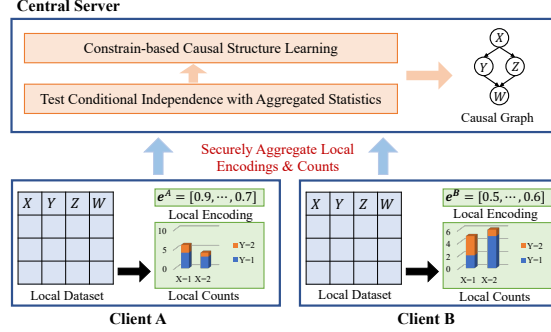 Central Server
Constrain-based Causal Structure Learning
Test Conditional Independence with Aggregated Statistics
X
Y Z
W
Causal Graph
Securely Aggregate Local
Encodings & Counts
X Y Z W
Local Dataset
e^A = [0.9, ⋯, 0.7]
Local Encoding
10
5
0
X=1 X=2
Y=2
Y=1
Local Counts
Client A
X Y Z W
Local Dataset
e^B = [0.5, ⋯, 0.6]
Local Encoding
6
4
2
0
X=1 X=2
Y=2
Y=1
Local Counts
Client B